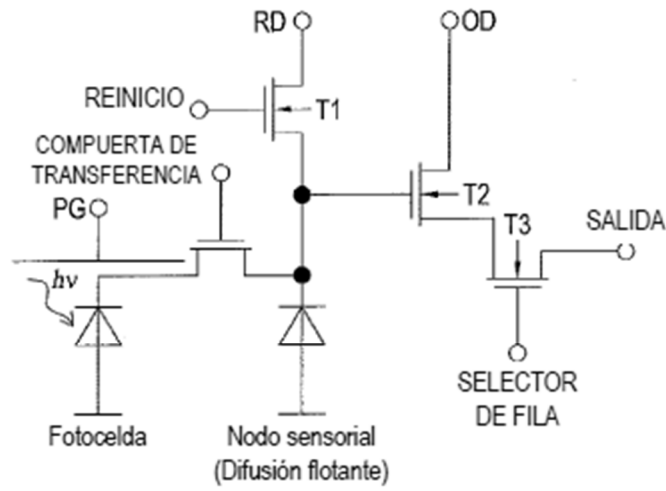 RD
OD
REINICIO
T1
COMPUERTA DE
TRANSFERENCIA
PG
T2
T3
SALIDA
hν
SELECTOR
DE FILA
Fotocelda
Nodo sensorial
(Difusión flotante)